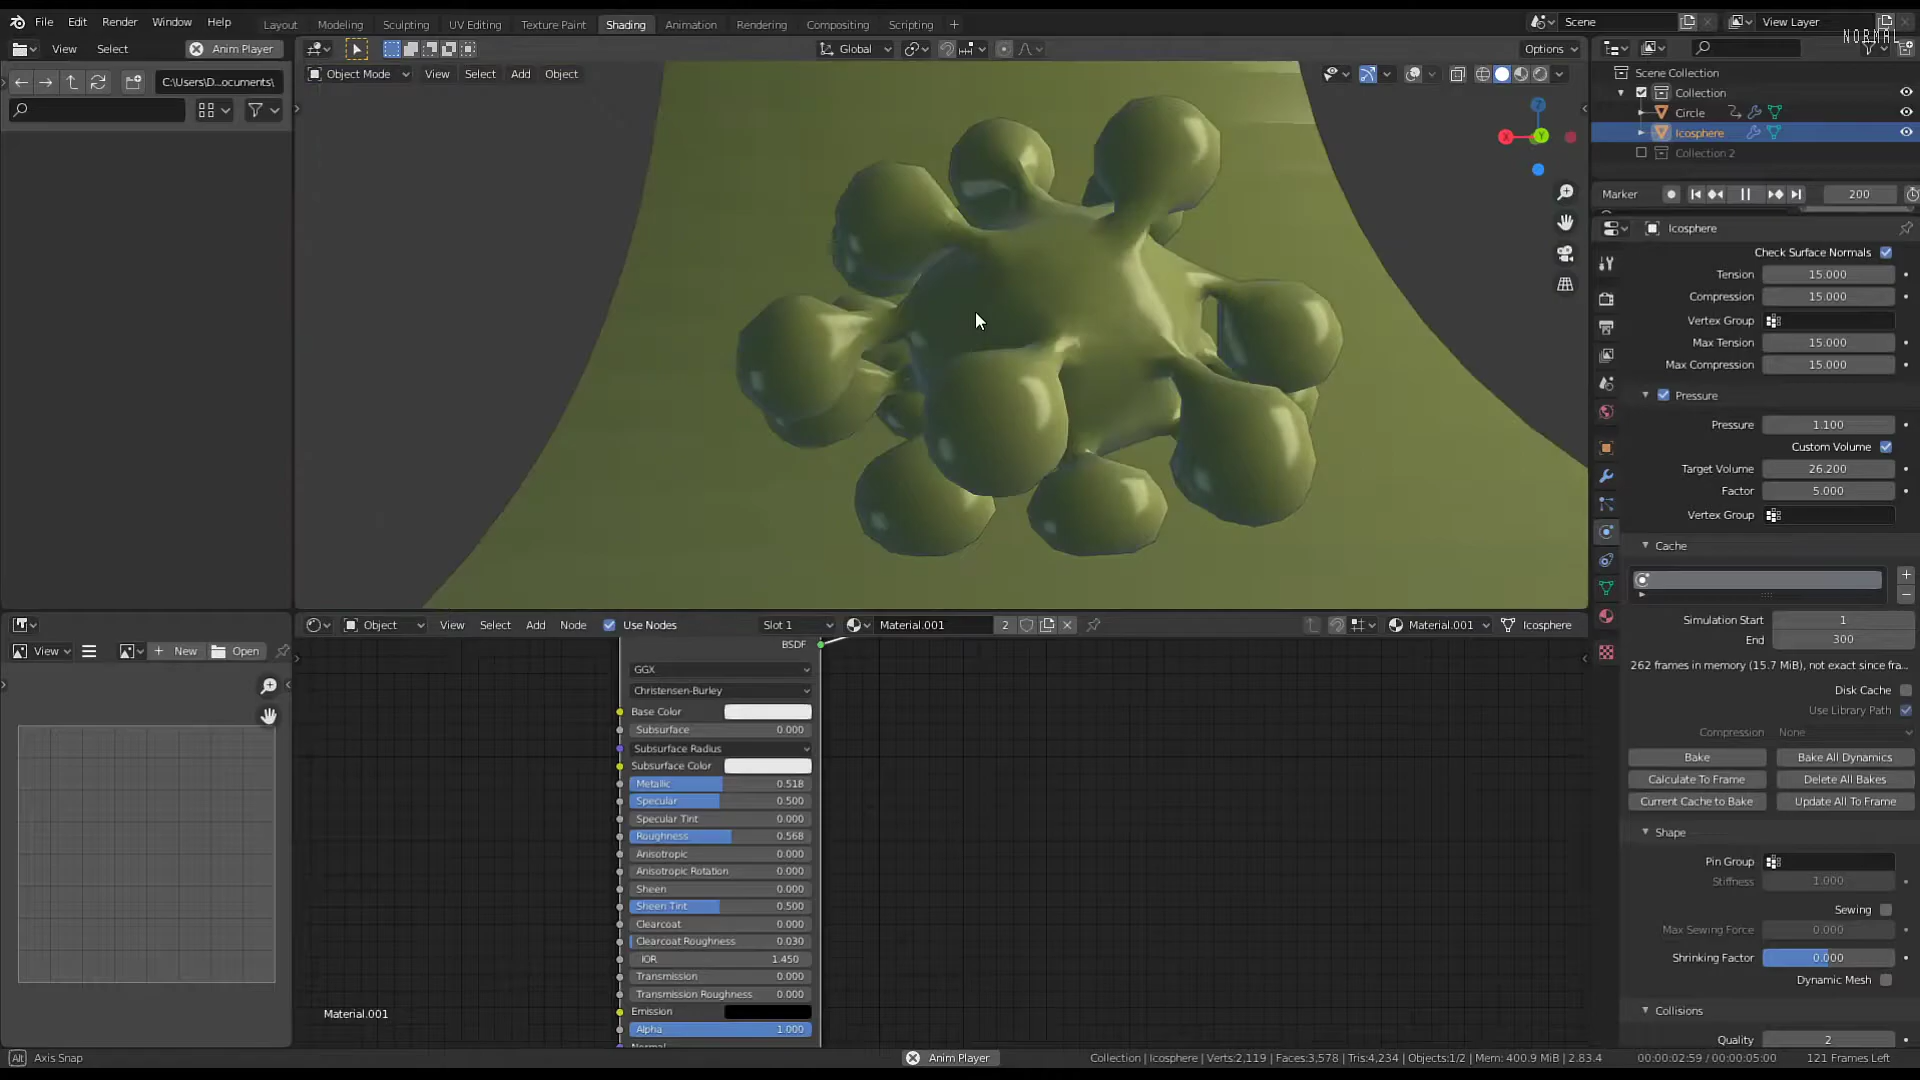 File Edit Render Window Help Layout Modeling Sculpting UV Editing Texture Paint Shading Animation Rendering Compositing Scripting + Scene View Layer
NORMAL
View Select Anim Player Global Options
C:\Users\D...ocuments\ Object Mode View Select Add Object
Scene Collection
Collection
Circle
Icosphere
Collection 2
Marker 200
Icosphere
Check Surface Normals
Tension 15.000
Compression 15.000
Vertex Group
Max Tension 15.000
Max Compression 15.000
Pressure
Pressure 1.100
Custom Volume
Target Volume 26.200
Factor 5.000
Vertex Group
Cache
Simulation Start 1
End 300
262 frames in memory (15.7 MiB), not exact since fra...
Disk Cache
Use Library Path
Compression None
Bake Bake All Dynamics
Calculate To Frame Delete All Bakes
Current Cache to Bake Update All To Frame
Shape
Pin Group
Stiffness 1.000
Sewing
Max Sewing Force 0.000
Shrinking Factor 0.000
Dynamic Mesh
Collisions
Quality 2
X
Y
Z
View New Open
Object View Select Add Node Use Nodes Slot 1 Material.001 2 Material.001 Icosphere
BSDF
GGX
Christensen-Burley
Base Color
Subsurface 0.000
Subsurface Radius
Subsurface Color
Metallic 0.518
Specular 0.500
Specular Tint 0.000
Roughness 0.568
Anisotropic 0.000
Anisotropic Rotation 0.000
Sheen 0.000
Sheen Tint 0.500
Clearcoat 0.000
Clearcoat Roughness 0.030
IOR 1.450
Transmission 0.000
Transmission Roughness 0.000
Emission
Alpha 1.000
Normal
Material.001
Alt Axis Snap Anim Player Collection | Icosphere | Verts:2,119 | Faces:3,578 | Tris:4,234 | Objects:1/2 | Mem: 400.9 MiB | 2.83.4 00:00:02:59 / 00:00:05:00 121 Frames Left